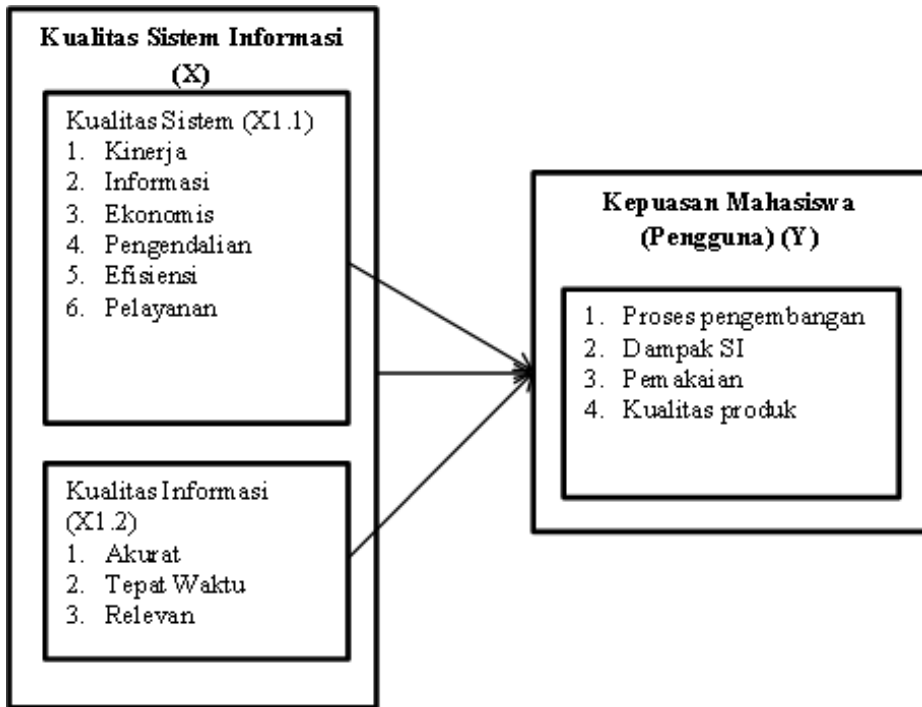 Kualitas Sistem Informasi
(X)
Kualitas Sistem (X1.1)
1. Kinerja
2. Informasi
3. Ekonomis
4. Pengendalian
5. Efisiensi
6. Pelayanan
Kualitas Informasi
(X1.2)
1. Akurat
2. Tepat Waktu
3. Relevan
Kepuasan Mahasiswa
(Pengguna) (Y)
1. Proses pengembangan
2. Dampak SI
3. Pemakaian
4. Kualitas produk